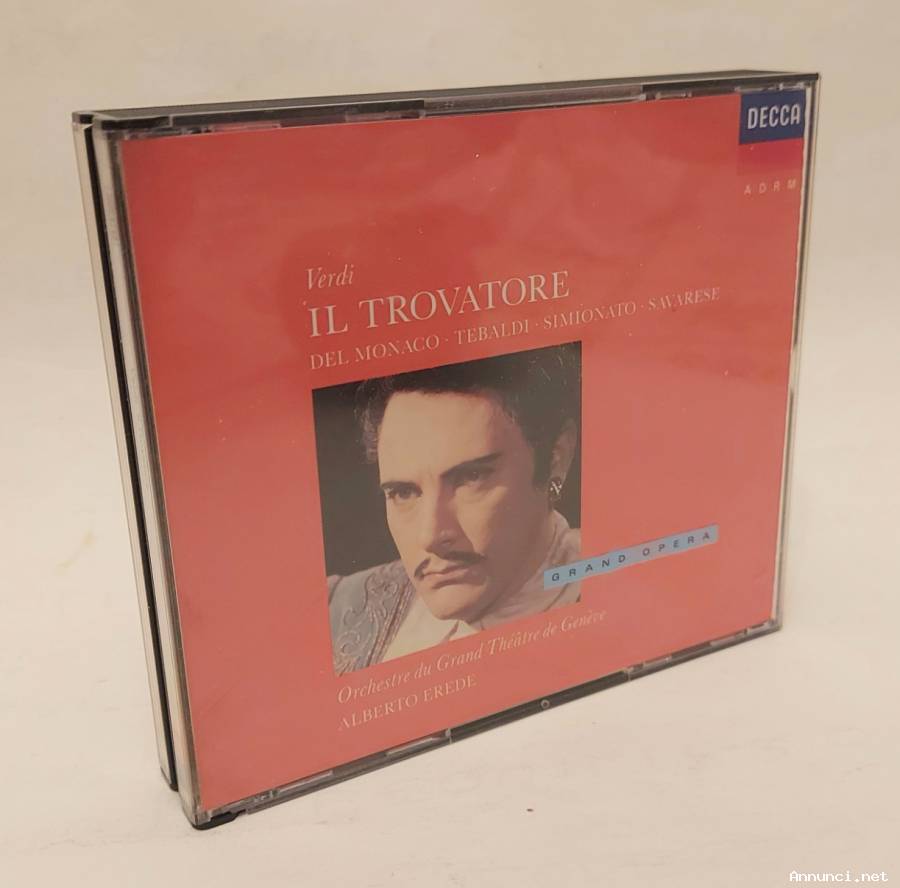 DECCA
ADRM
Verdi
IL TROVATORE
DEL MONACO · TEBALDI · SIMIONATO · SAVARESE
GRAND OPERA
Orchestre du Grand Théâtre de Genève
ALBERTO EREDE
Annunci.net